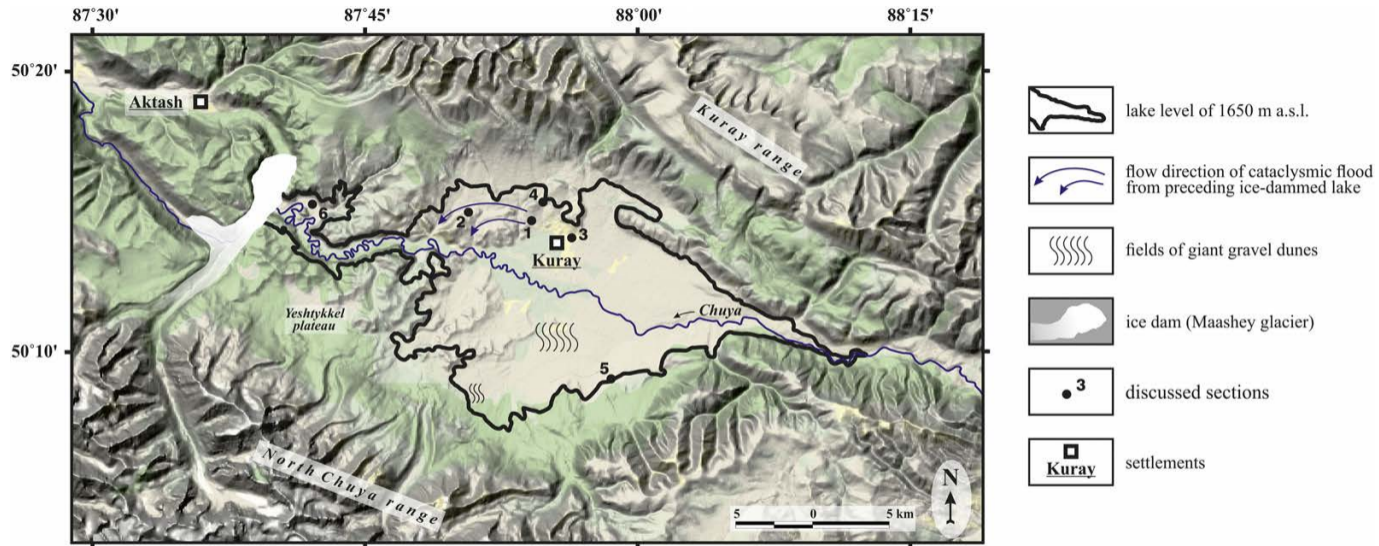 87˚30' 87˚45' 88˚00' 88˚15'
50˚20'
Aktash
Kuray range
4
6
2
1
3
Kuray
Yeshtykkel
plateau
Chuya
50˚10'
5
North Chuya range
N
5 0 5 km
lake level of 1650 m a.s.l.
flow direction of cataclysmic flood
from preceding ice-dammed lake
fields of giant gravel dunes
ice dam (Maashey glacier)
3
discussed sections
Kuray
settlements